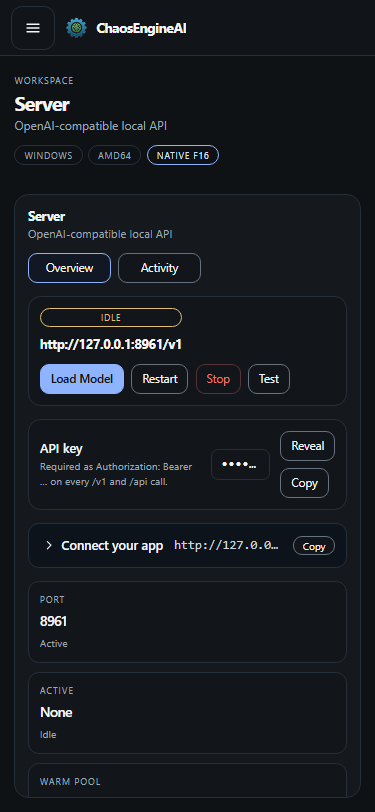 ChaosEngineAI
WORKSPACE
Server
OpenAI-compatible local API
WINDOWS AMD64 NATIVE F16
Server
OpenAI-compatible local API
Overview Activity
IDLE
http://127.0.0.1:8961/v1
Load Model Restart Stop Test
API key
Required as Authorization: Bearer
... on every /v1 and /api call.
••••...
Reveal
Copy
Connect your app http://127.0.0... Copy
PORT
8961
Active
ACTIVE
None
Idle
WARM POOL